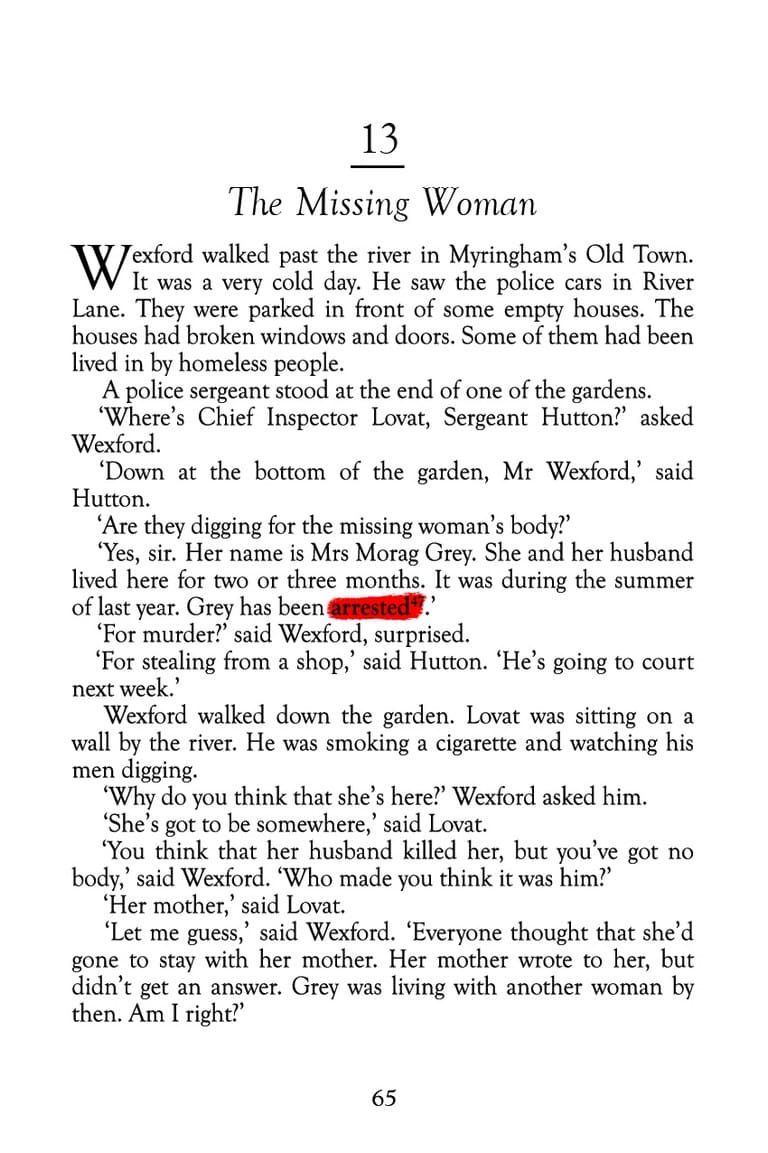 13
The Missing Woman
Wexford walked past the river in Myringham’s Old Town.
It was a very cold day. He saw the police cars in River
Lane. They were parked in front of some empty houses. The
houses had broken windows and doors. Some of them had been
lived in by homeless people.
A police sergeant stood at the end of one of the gardens.
‘Where’s Chief Inspector Lovat, Sergeant Hutton?’ asked
Wexford.
‘Down at the bottom of the garden, Mr Wexford,’ said
Hutton.
‘Are they digging for the missing woman’s body?’
‘Yes, sir. Her name is Mrs Morag Grey. She and her husband
lived here for two or three months. It was during the summer
of last year. Grey has been arrested⁴⁷.’
‘For murder?’ said Wexford, surprised.
‘For stealing from a shop,’ said Hutton. ‘He’s going to court
next week.’
Wexford walked down the garden. Lovat was sitting on a
wall by the river. He was smoking a cigarette and watching his
men digging.
‘Why do you think that she’s here?’ Wexford asked him.
‘She’s got to be somewhere,’ said Lovat.
‘You think that her husband killed her, but you’ve got no
body,’ said Wexford. ‘Who made you think it was him?’
‘Her mother,’ said Lovat.
‘Let me guess,’ said Wexford. ‘Everyone thought that she’d
gone to stay with her mother. Her mother wrote to her, but
didn’t get an answer. Grey was living with another woman by
then. Am I right?’
65